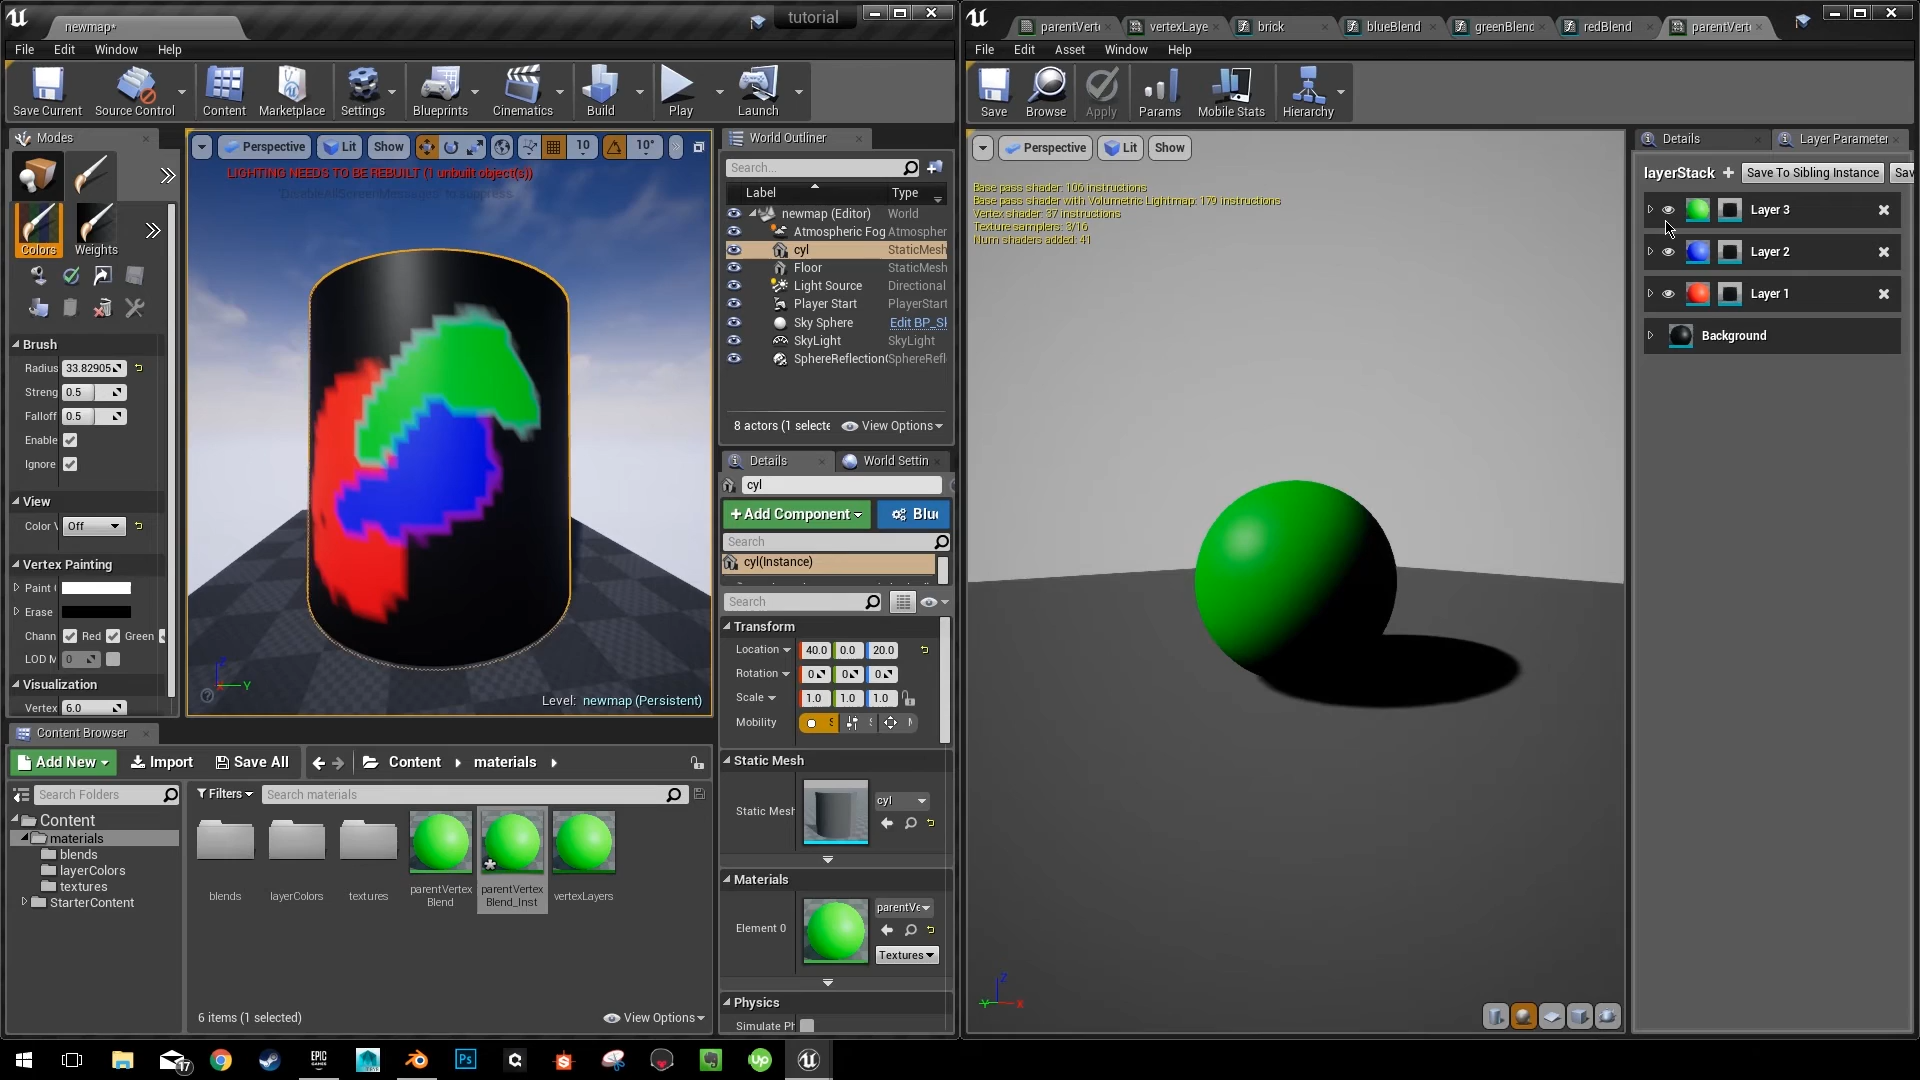 newmap*
tutorial
File Edit Window Help
Save Current Source Control Content Marketplace Settings Blueprints Cinematics Build Play Launch
Modes
Colors Weights
Brush
Radius 33.82905
Streng 0.5
Falloff 0.5
Enable
Ignore
View
Color V Off
Vertex Painting
Paint
Erase
Chann Red Green
LOD M 0
Visualization
Vertex 6.0
Perspective Lit Show 10 10°
LIGHTING NEEDS TO BE REBUILT (1 unbuilt object(s))
'DisableAllScreenMessages' to suppress
Level: newmap (Persistent)
World Outliner
Search...
Label Type
newmap (Editor) World
Atmospheric Fog Atmospher
cyl StaticMesh
Floor StaticMesh
Light Source Directional
Player Start PlayerStart
Sky Sphere Edit BP_Sk
SkyLight SkyLight
SphereReflection SphereRefl
8 actors (1 selecte View Options
Details World Settin
cyl
+Add Component Blu
Search
cyl(Instance)
Search
Transform
Location 40.0 0.0 20.0
Rotation 0 0 0
Scale 1.0 1.0 1.0
Mobility
Static Mesh
Static Mesh cyl
Materials
Element 0 parentVe
Textures
Physics
Simulate Ph
Content Browser
Add New Import Save All Content materials
Search Folders
Filters Search materials
Content
materials
blends
layerColors
textures
StarterContent
blends
layerColors
textures
parentVertex
Blend
parentVertex
Blend_Inst
vertexLayers
6 items (1 selected) View Options
parentVert vertexLaye brick blueBlend greenBlend redBlend parentVert
File Edit Asset Window Help
Save Browse Apply Params Mobile Stats Hierarchy
Perspective Lit Show
Base pass shader: 106 instructions
Base pass shader with Volumetric Lightmap: 179 instructions
Vertex shader: 37 instructions
Texture samplers: 3/16
Num shaders added: 41
Details Layer Parameter
layerStack + Save To Sibling Instance Sav
Layer 3
Layer 2
Layer 1
Background
Z
Y
X
17
EPIC
GAMES
Ps
Up